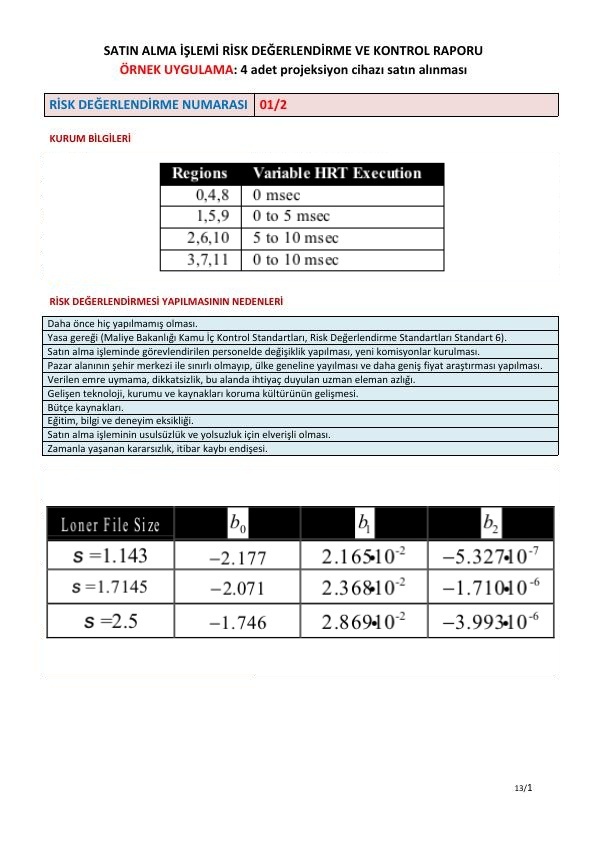 SATIN ALMA İŞLEMİ RİSK DEĞERLENDİRME VE KONTROL RAPORU
ÖRNEK UYGULAMA: 4 adet projeksiyon cihazı satın alınması
RİSK DEĞERLENDİRME NUMARASI 01/2
KURUM BİLGİLERİ
Regions Variable HRT Execution
0,4,8 0 msec
1,5,9 0 to 5 msec
2,6,10 5 to 10 msec
3,7,11 0 to 10 msec
RİSK DEĞERLENDİRMESİ YAPILMASININ NEDENLERİ
Daha önce hiç yapılmamış olması.
Yasa gereği (Maliye Bakanlığı Kamu İç Kontrol Standartları, Risk Değerlendirme Standartları Standart 6).
Satın alma işleminde görevlendirilen personelde değişiklik yapılması, yeni komisyonlar kurulması.
Pazar alanının şehir merkezi ile sınırlı olmayıp, ülke geneline yayılması ve daha geniş fiyat araştırması yapılması.
Verilen emre uymama, dikkatsizlik, bu alanda ihtiyaç duyulan uzman eleman azlığı.
Gelişen teknoloji, kurumu ve kaynakları koruma kültürünün gelişmesi.
Bütçe kaynakları.
Eğitim, bilgi ve deneyim eksikliği.
Satın alma işleminin usulsüzlük ve yolsuzluk için elverişli olması.
Zamanla yaşanan kararsızlık, itibar kaybı endişesi.
Loner File Size b₀ b₁ b₂
s =1.143 −2.177 2.165•10⁻² −5.327•10⁻⁷
s =1.7145 −2.071 2.368•10⁻² −1.710•10⁻⁶
s =2.5 −1.746 2.869•10⁻² −3.993•10⁻⁶
13/1